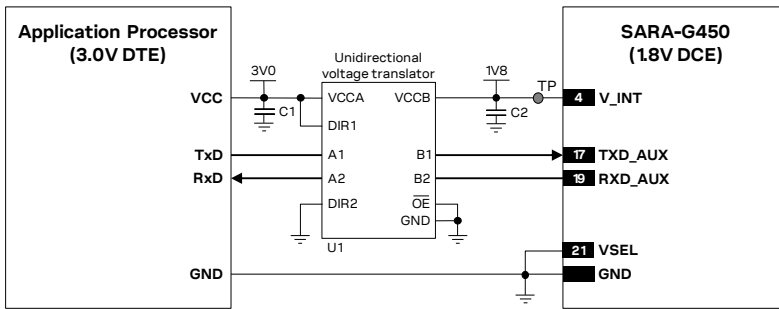 Application Processor
(3.0V DTE)
Unidirectional
voltage translator
SARA-G450
(1.8V DCE)
3V0
1V8
TP
VCC
VCCA
VCCB
4
V_INT
C1
C2
DIR1
TxD
A1
B1
17
TXD_AUX
RxD
A2
B2
19
RXD_AUX
DIR2
OE
GND
U1
21
VSEL
GND
GND